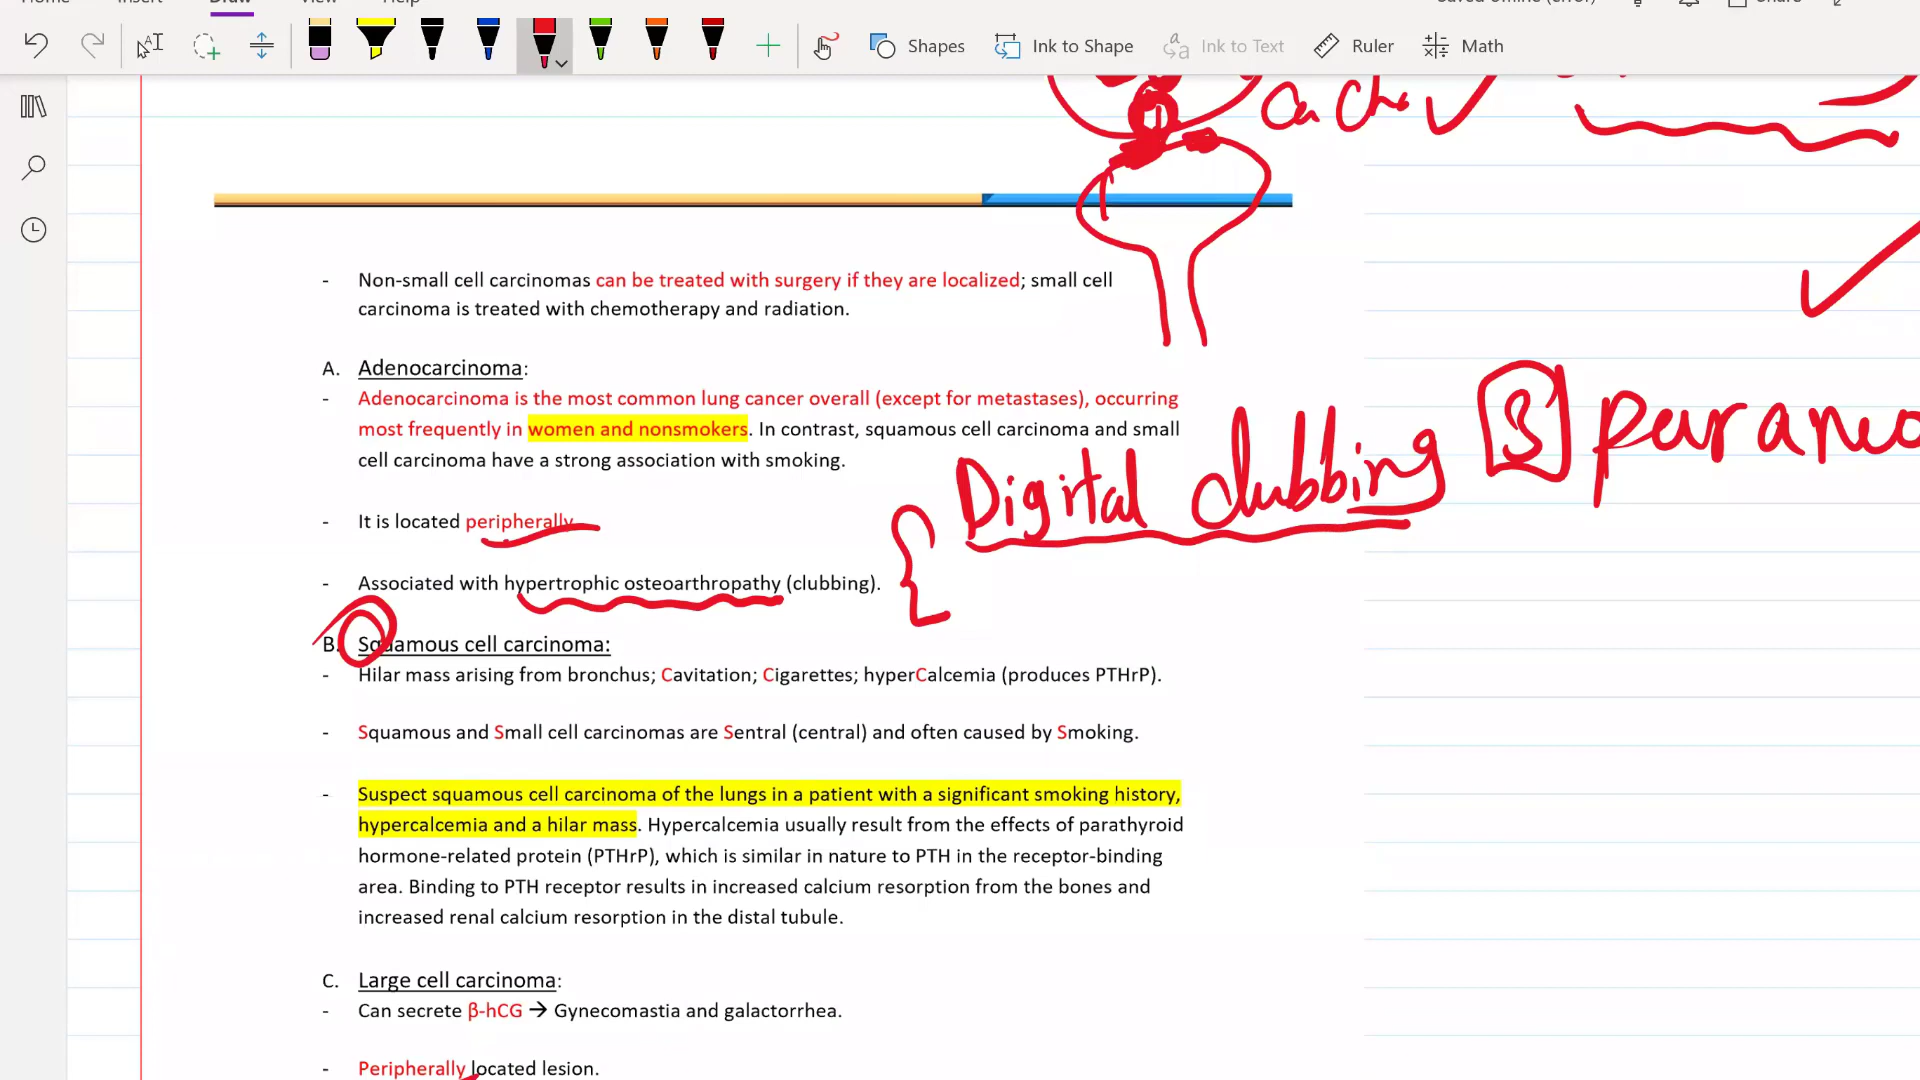 Home Insert Draw View Help Saved online (error) Share
Shapes Ink to Shape Ink to Text Ruler Math
- Non-small cell carcinomas can be treated with surgery if they are localized; small cell
carcinoma is treated with chemotherapy and radiation.
A. Adenocarcinoma:
- Adenocarcinoma is the most common lung cancer overall (except for metastases), occurring
most frequently in women and nonsmokers. In contrast, squamous cell carcinoma and small
cell carcinoma have a strong association with smoking.
Digital clubbing
- It is located peripherally
- Associated with hypertrophic osteoarthropathy (clubbing).
B. Squamous cell carcinoma:
- Hilar mass arising from bronchus; Cavitation; Cigarettes; hyperCalcemia (produces PTHrP).
- Squamous and Small cell carcinomas are Sentral (central) and often caused by Smoking.
- Suspect squamous cell carcinoma of the lungs in a patient with a significant smoking history,
hypercalcemia and a hilar mass. Hypercalcemia usually result from the effects of parathyroid
hormone-related protein (PTHrP), which is similar in nature to PTH in the receptor-binding
area. Binding to PTH receptor results in increased calcium resorption from the bones and
increased renal calcium resorption in the distal tubule.
C. Large cell carcinoma:
- Can secrete β-hCG → Gynecomastia and galactorrhea.
- Peripherally located lesion.